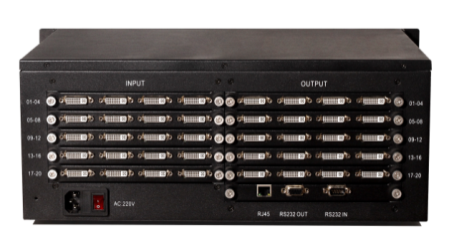 INPUT OUTPUT
01-04 01-04
05-08 05-08
09-12 09-12
13-16 13-16
17-20 17-20
AC 220V
RJ45 RS232 OUT RS232 IN